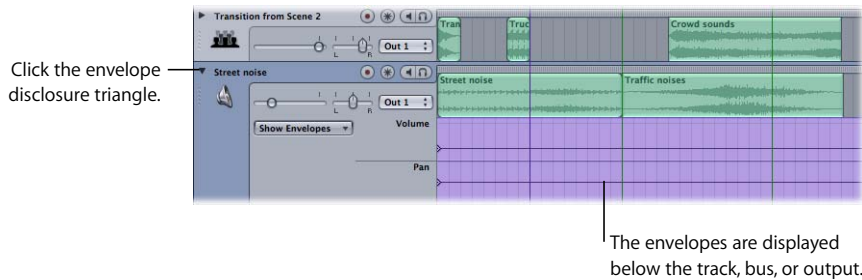 Transition from Scene 2
Tran
Truc
Crowd sounds
L
R
Out 1
Click the envelope
disclosure triangle.
Street noise
Street noise
Traffic noises
L
R
Out 1
Show Envelopes
Volume
Pan
The envelopes are displayed
below the track, bus, or output.